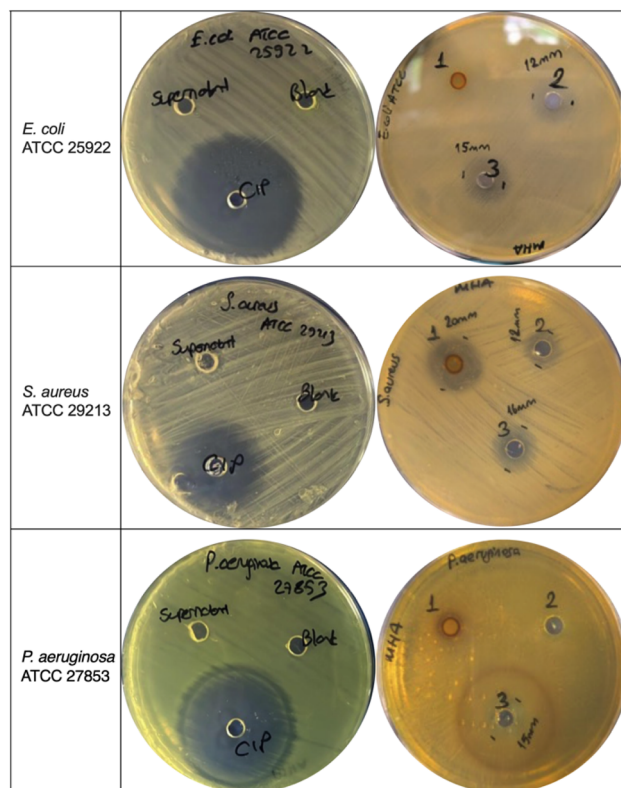 E. coli
ATCC 25922
E.coli ATCC
25922
Supernatant
Blank
CIP
E.coli ATCC
1
12mm
2
15mm
3
MHA
S. aureus
ATCC 29213
S. aureus
ATCC 29213
Supernatant
Blank
CIP
MHA
S. aureus
1
20mm
12mm
2
16mm
3
P. aeruginosa
ATCC 27853
P. aeruginosa ATCC
27853
Supernatant
Blank
CIP
P. aeruginosa
1
2
MHA
3
15mm